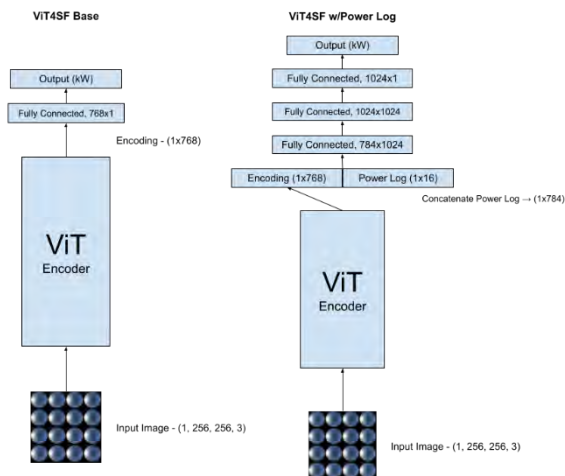 ViT4SF Base
Output (kW)
Fully Connected, 768x1
Encoding - (1x768)
ViT
Encoder
Input Image - (1, 256, 256, 3)
ViT4SF w/Power Log
Output (kW)
Fully Connected, 1024x1
Fully Connected, 1024x1024
Fully Connected, 784x1024
Encoding (1x768)
Power Log (1x16)
Concatenate Power Log → (1x784)
ViT
Encoder
Input Image - (1, 256, 256, 3)